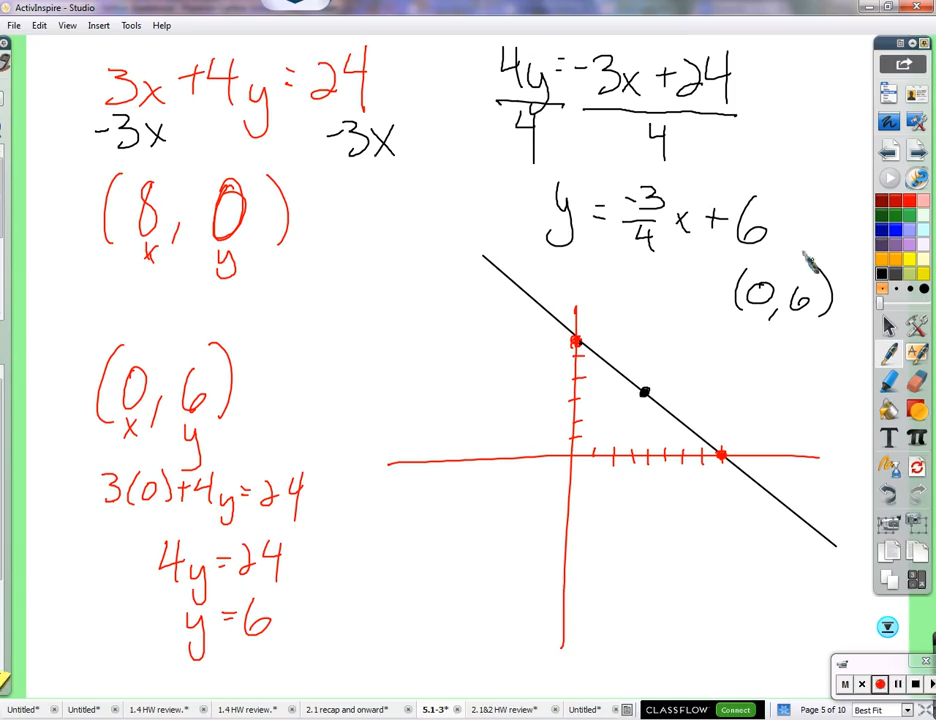 ActivInspire - Studio
File Edit View Insert Tools Help
3x + 4y = 24
-3x -3x
(8, 0)
x y
(0, 6)
x y
3(0) + 4y = 24
4y = 24
y = 6
4y = -3x + 24
4 4
y = -3/4 x + 6
(0, 6)
T π
M
Untitled* Untitled* 1.4 HW review.* 1.4 HW review.* 2.1 recap and onward* 5.1-3* 2.1&2 HW review* Untitled* CLASSFLOW Connect Page 5 of 10 Best Fit